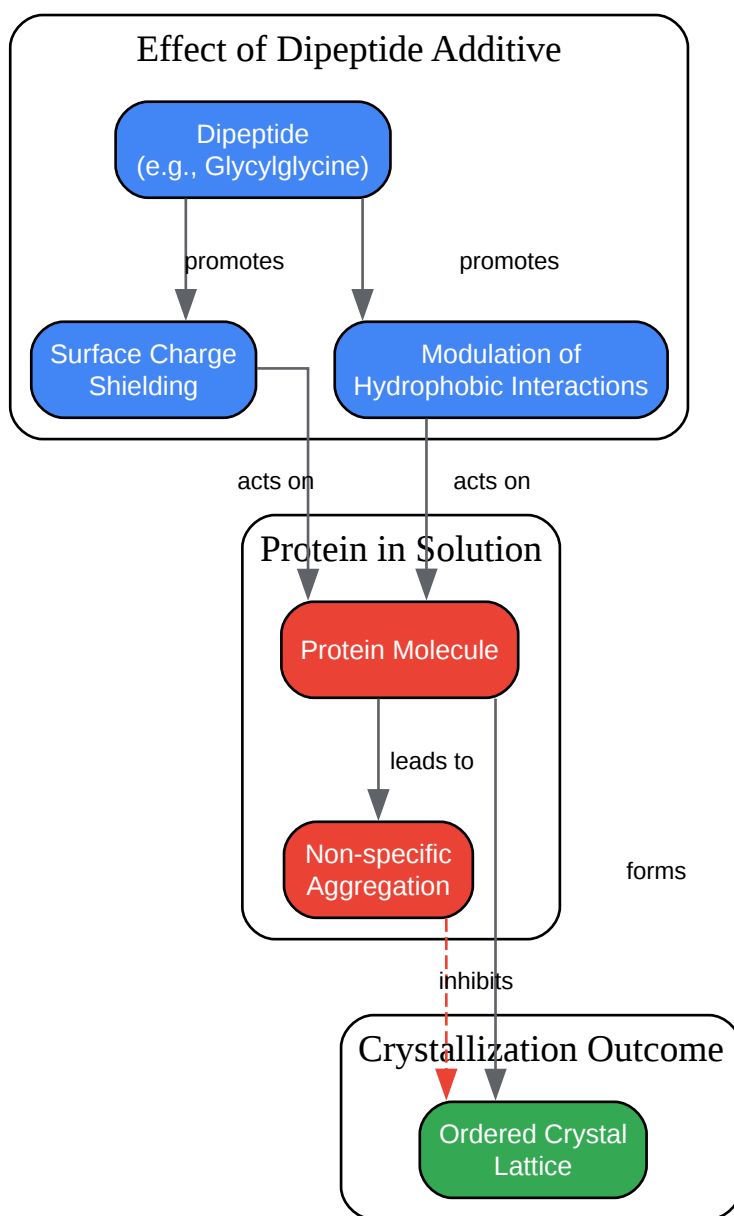 Effect of Dipeptide Additive
Dipeptide
(e.g., Glycylglycine)
promotes
promotes
Surface Charge
Shielding
Modulation of
Hydrophobic Interactions
acts on
acts on
Protein in Solution
Protein Molecule
leads to
Non-specific
Aggregation
forms
inhibits
Crystallization Outcome
Ordered Crystal
Lattice